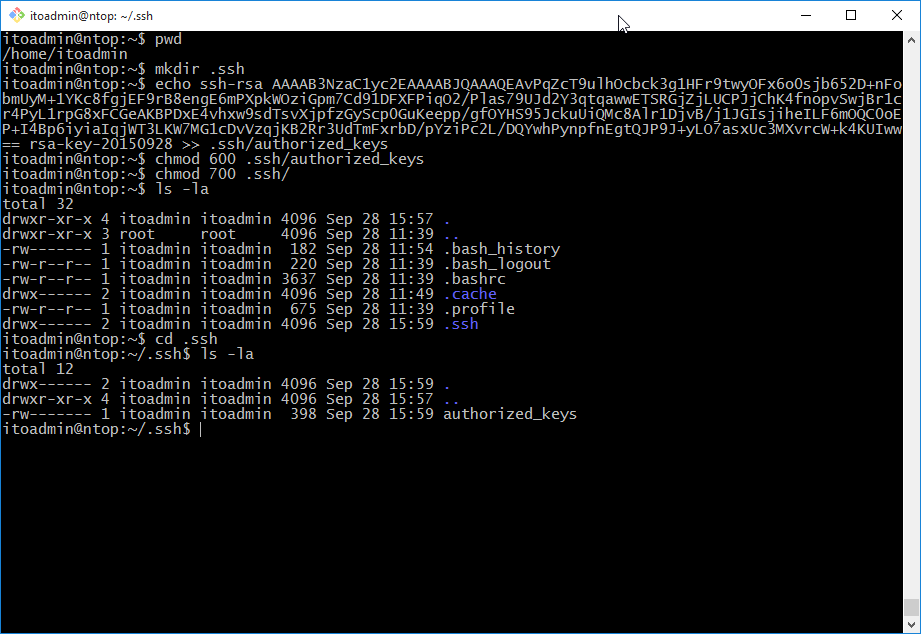 itoadmin@ntop: ~/.ssh
itoadmin@ntop:~$ pwd
/home/itoadmin
itoadmin@ntop:~$ mkdir .ssh
itoadmin@ntop:~$ echo ssh-rsa AAAAB3NzaC1yc2EAAAABJQAAAQEAvPqZcT9ulhOcbck3g1HFr9twyOFx6o0sjb652D+nFo
bmUyM+1YKc8fgjEF9rB8engE6mPXpkWOziGpm7Cd91DFXFPiqO2/Plas79UJd2Y3qtqawwETSRGjZjLUCPJjChK4fnopvSwjBr1c
r4PyL1rpG8xFCGeAKBPDxE4vhxw9sdTsvXjpfzGyScpOGuKeepp/gfOYHS95JckuUiQMc8Alr1DjvB/j1JGIsjiheILF6mOQCOoE
P+I4Bp6iyiaIqjWT3LKW7MG1cDvVzqjKB2Rr3UdTmFxrbD/pYziPc2L/DQYwhPynpfnEgtQJP9J+yLO7asxUc3MXvrcW+k4KUIww
== rsa-key-20150928 >> .ssh/authorized_keys
itoadmin@ntop:~$ chmod 600 .ssh/authorized_keys
itoadmin@ntop:~$ chmod 700 .ssh/
itoadmin@ntop:~$ ls -la
total 32
drwxr-xr-x 4 itoadmin itoadmin 4096 Sep 28 15:57 .
drwxr-xr-x 3 root     root     4096 Sep 28 11:39 ..
-rw------- 1 itoadmin itoadmin  182 Sep 28 11:54 .bash_history
-rw-r--r-- 1 itoadmin itoadmin  220 Sep 28 11:39 .bash_logout
-rw-r--r-- 1 itoadmin itoadmin 3637 Sep 28 11:39 .bashrc
drwx------ 2 itoadmin itoadmin 4096 Sep 28 11:49 .cache
-rw-r--r-- 1 itoadmin itoadmin  675 Sep 28 11:39 .profile
drwx------ 2 itoadmin itoadmin 4096 Sep 28 15:59 .ssh
itoadmin@ntop:~$ cd .ssh
itoadmin@ntop:~/.ssh$ ls -la
total 12
drwx------ 2 itoadmin itoadmin 4096 Sep 28 15:59 .
drwxr-xr-x 4 itoadmin itoadmin 4096 Sep 28 15:57 ..
-rw------- 1 itoadmin itoadmin  398 Sep 28 15:59 authorized_keys
itoadmin@ntop:~/.ssh$